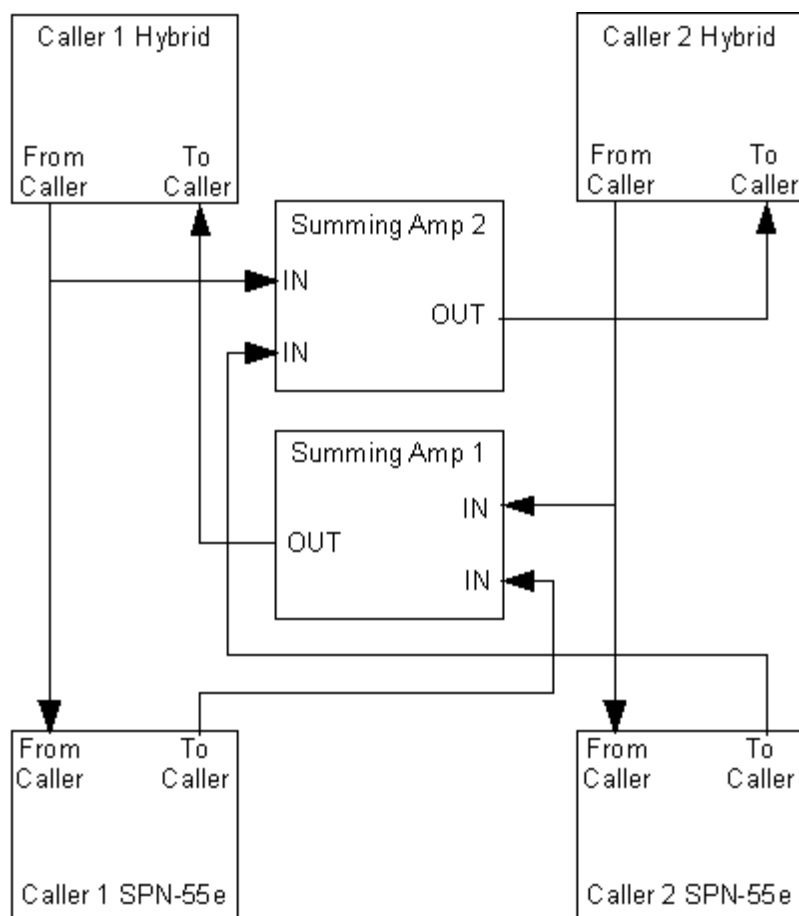 Caller 1 Hybrid
From
Caller
To
Caller
Caller 2 Hybrid
From
Caller
To
Caller
Summing Amp 2
IN
OUT
IN
Summing Amp 1
IN
OUT
IN
From
Caller
To
Caller
Caller 1 SPN-55e
From
Caller
To
Caller
Caller 2 SPN-55e